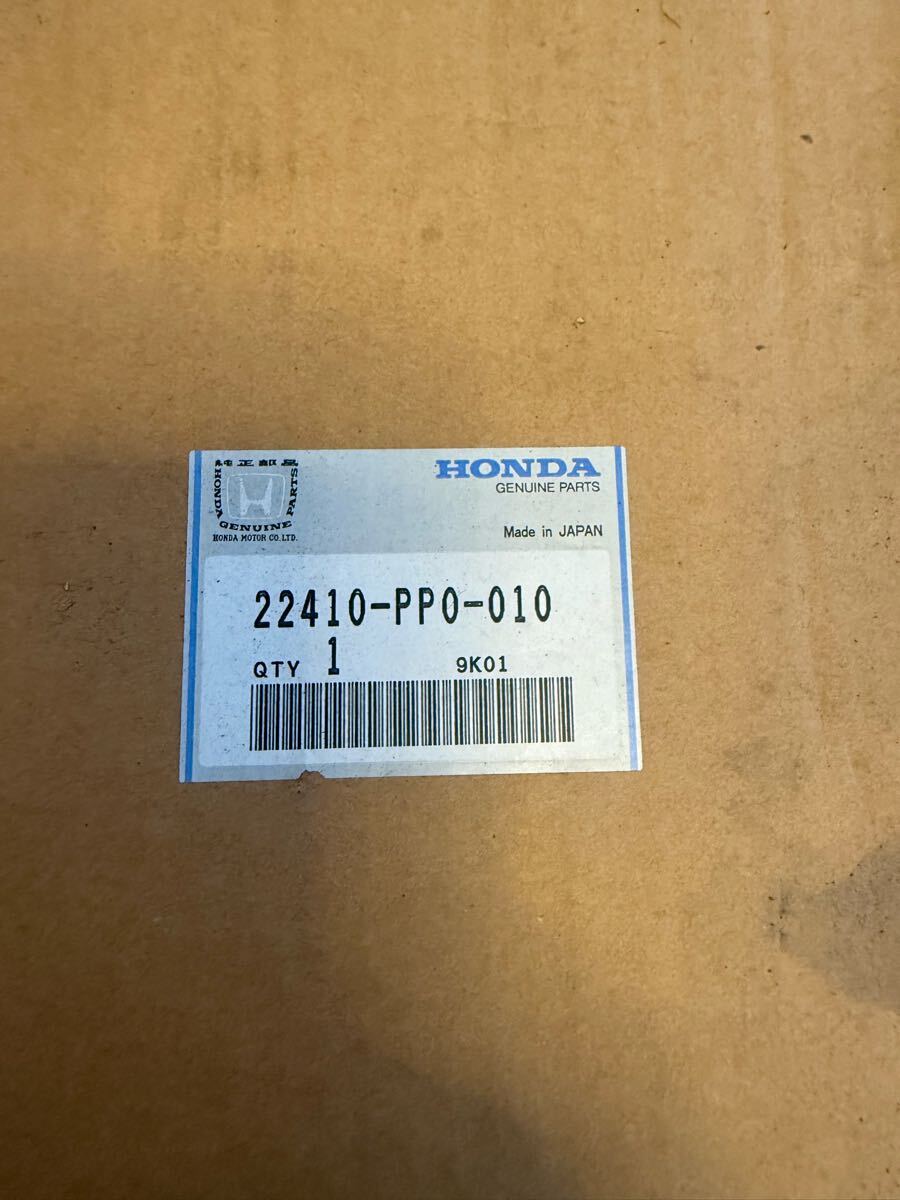 純正部品
HONDA GENUINE PARTS
HONDA MOTOR CO.LTD.
HONDA
GENUINE PARTS
Made in JAPAN
22410-PP0-010
QTY 1 9K01